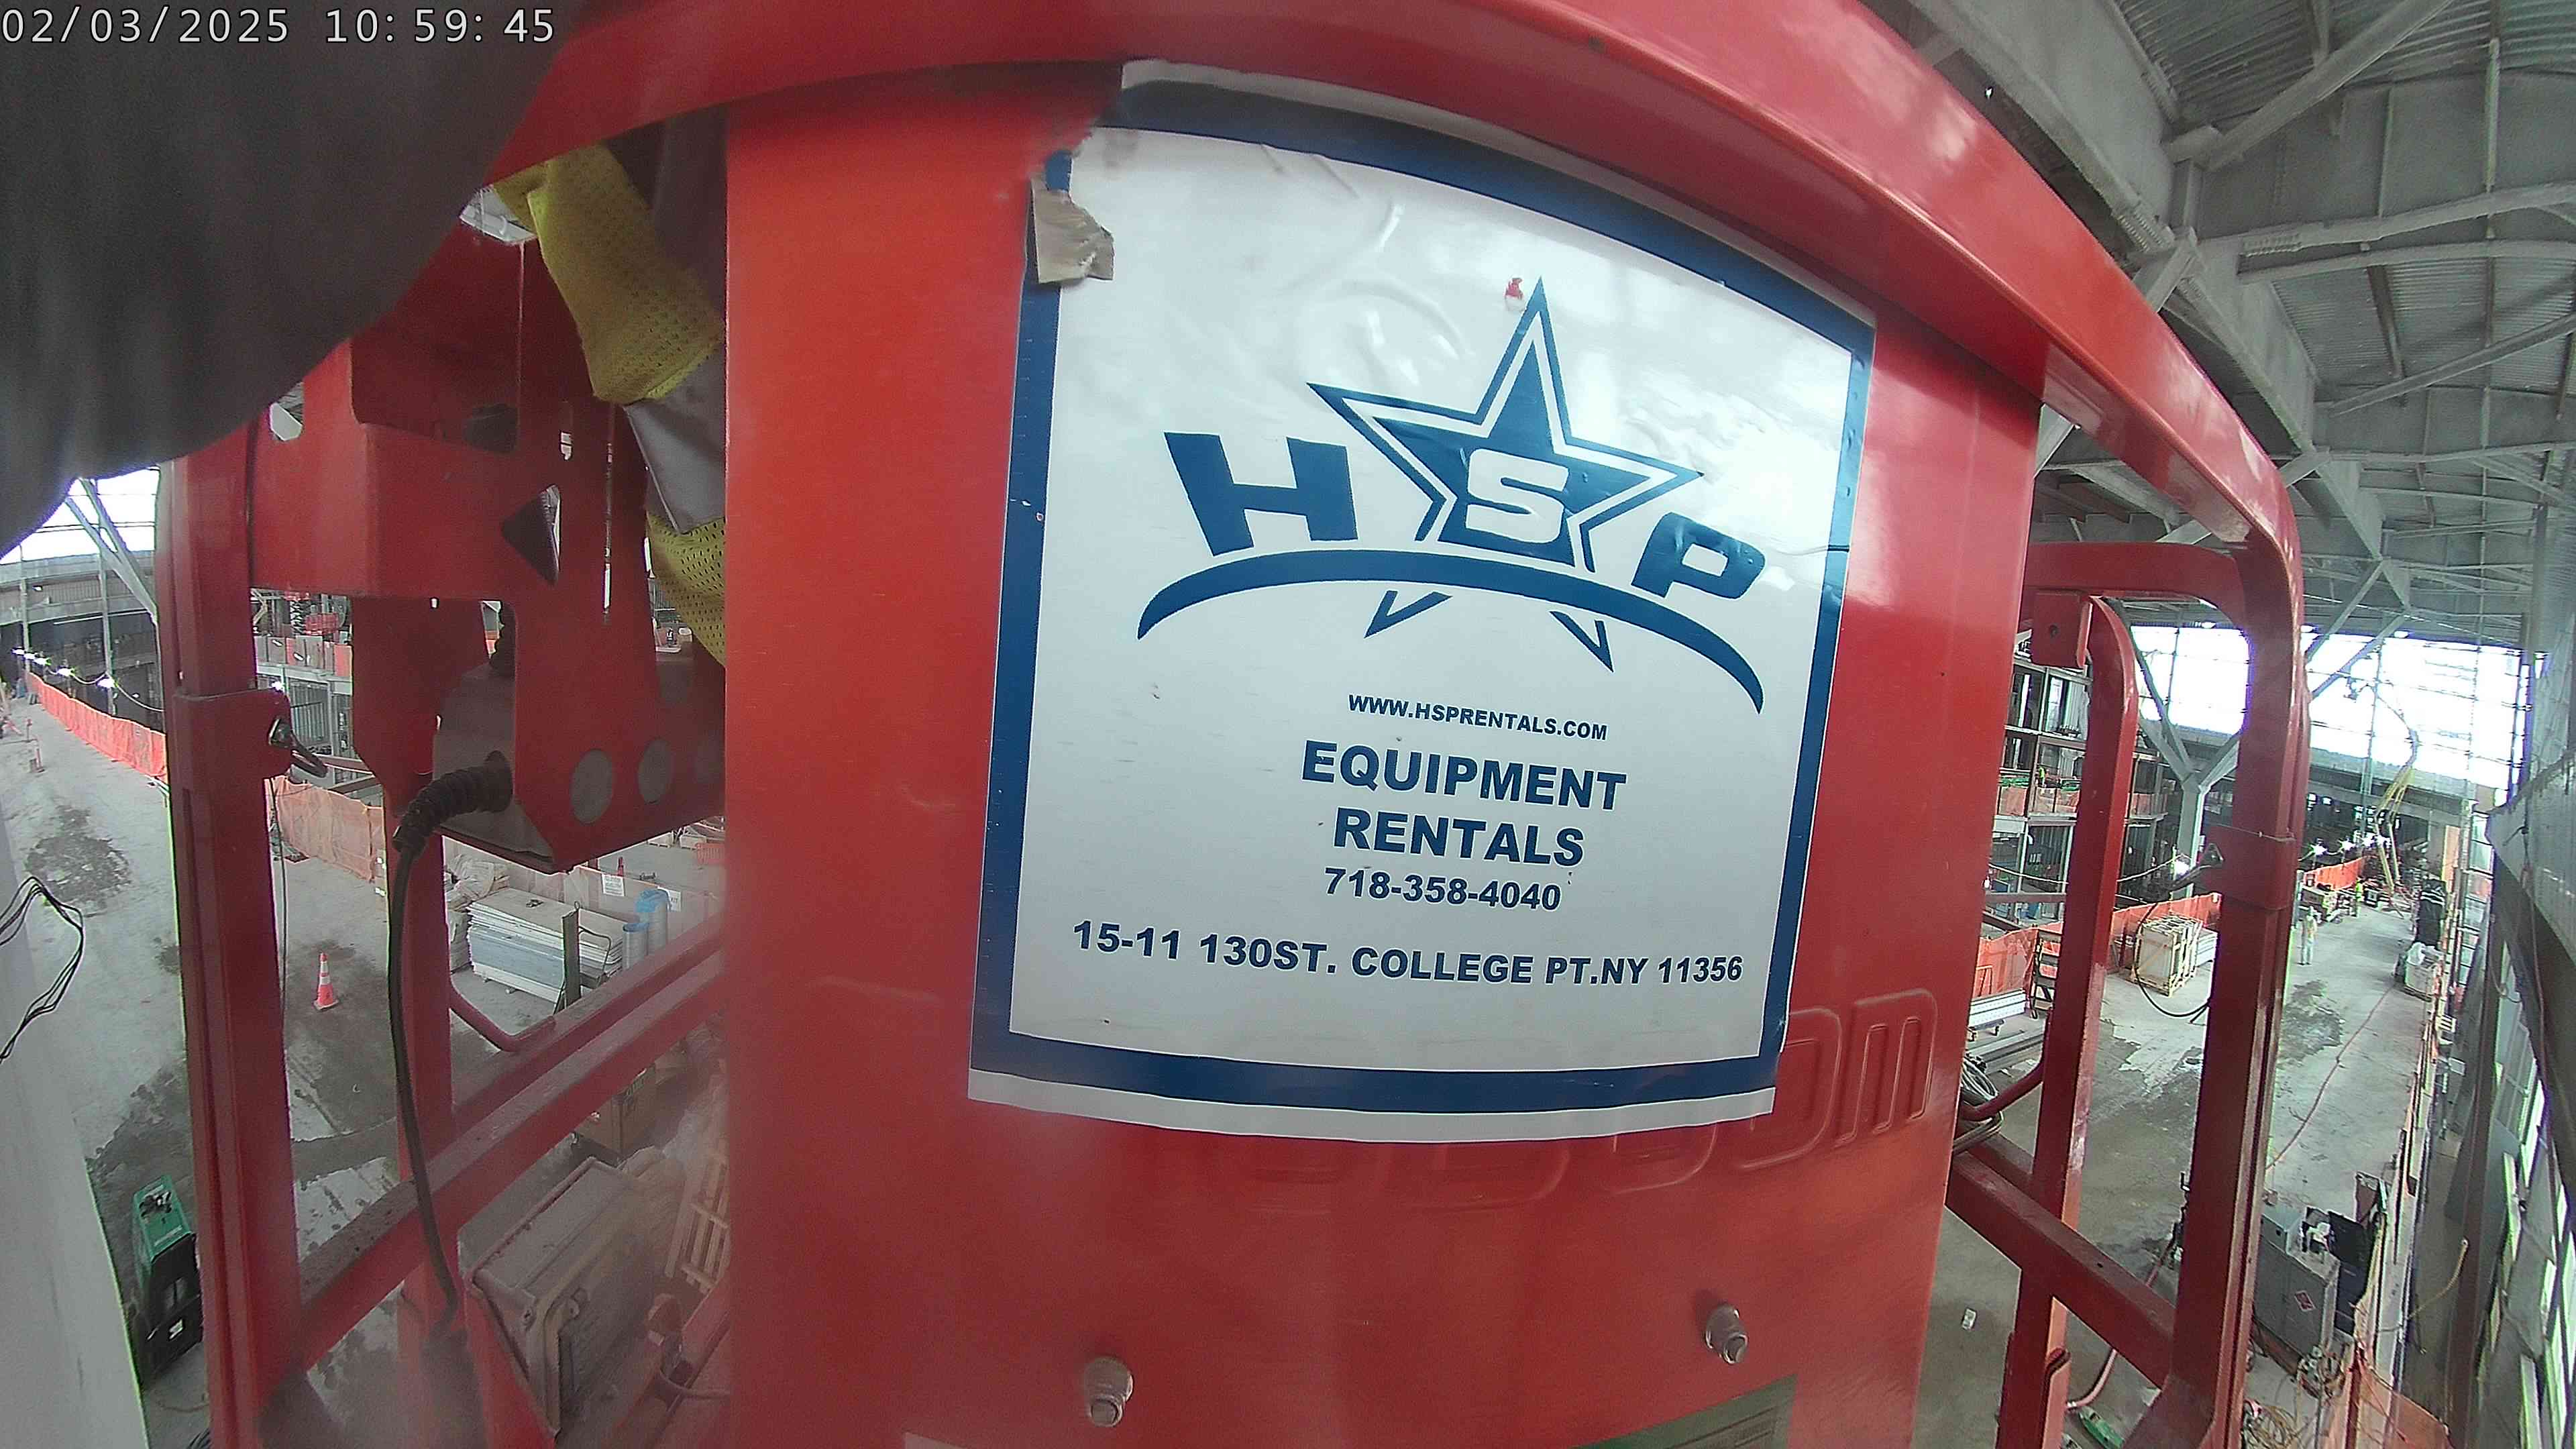 02/03/2025 10:59:45
HSP
WWW.HSPRENTALS.COM
EQUIPMENT
RENTALS
718-358-4040
15-11 130ST. COLLEGE PT.NY 11356